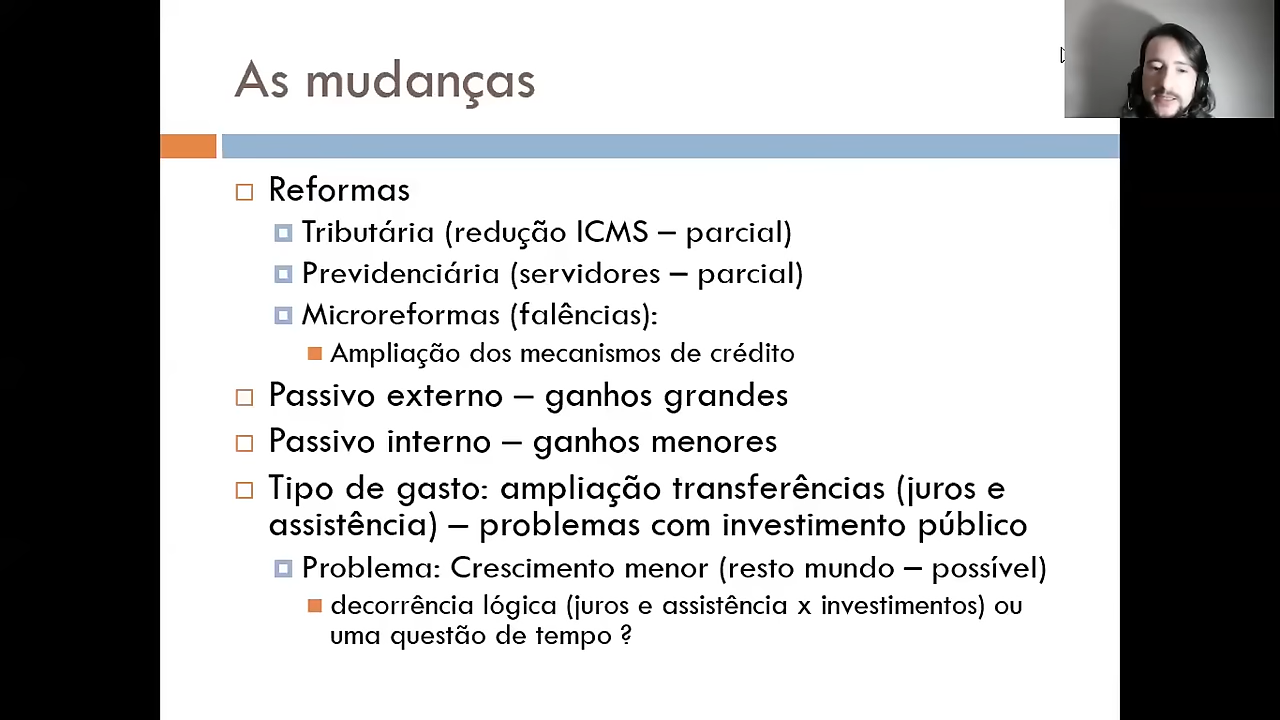 As mudanças
Reformas
Tributária (redução ICMS – parcial)
Previdenciária (servidores – parcial)
Microreformas (falências):
Ampliação dos mecanismos de crédito
Passivo externo – ganhos grandes
Passivo interno – ganhos menores
Tipo de gasto: ampliação transferências (juros e
assistência) – problemas com investimento público
Problema: Crescimento menor (resto mundo – possível)
decorrência lógica (juros e assistência x investimentos) ou
uma questão de tempo ?